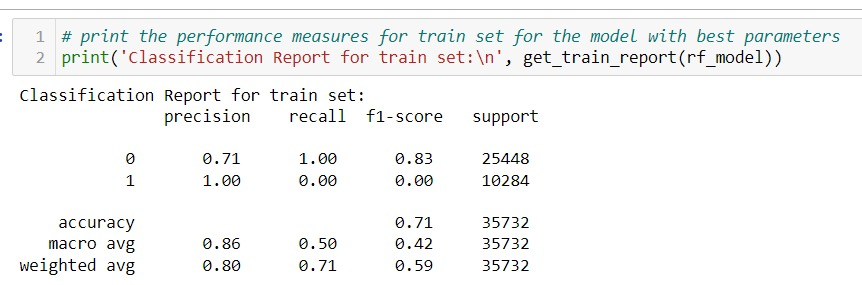 1 # print the performance measures for train set for the model with best parameters
2 print('Classification Report for train set:\n', get_train_report(rf_model))
Classification Report for train set:
precision recall f1-score support
0 0.71 1.00 0.83 25448
1 1.00 0.00 0.00 10284
accuracy 0.71 35732
macro avg 0.86 0.50 0.42 35732
weighted avg 0.80 0.71 0.59 35732